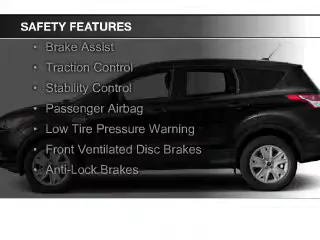 SAFETY FEATURES
• Brake Assist
• Traction Control
• Stability Control
• Passenger Airbag
• Low Tire Pressure Warning
• Front Ventilated Disc Brakes
• Anti-Lock Brakes